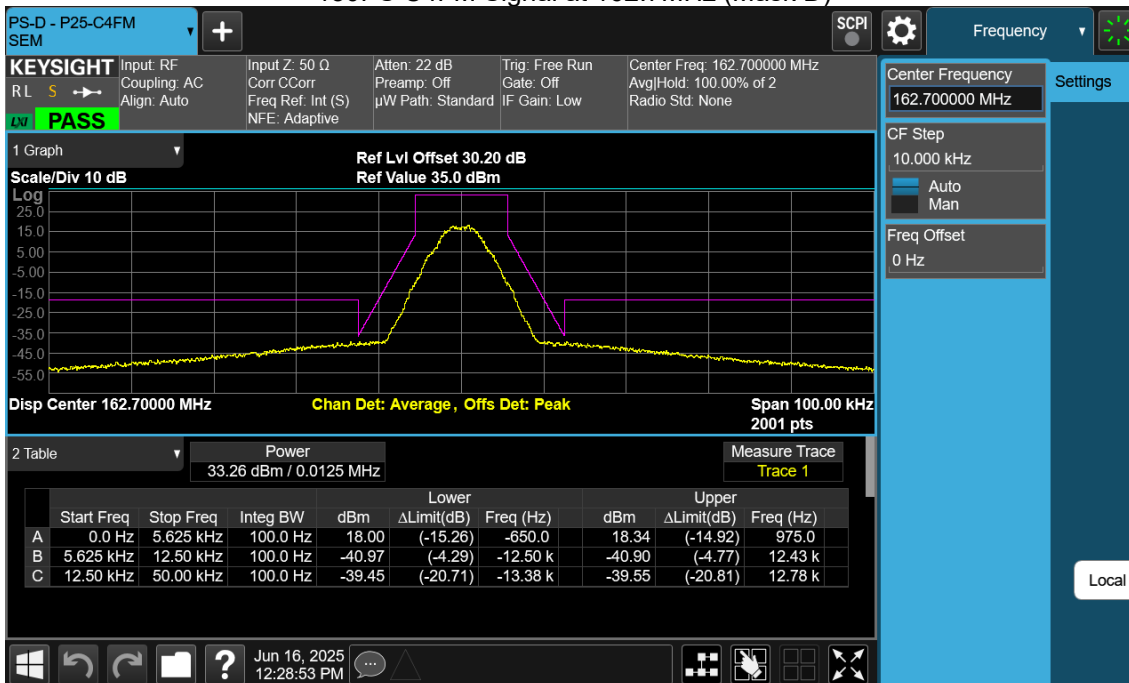 PS-D - P25-C4FM
SEM
SCPI
Frequency
KEYSIGHT
Input: RF
Coupling: AC
Align: Auto
Input Z: 50 Ω
Corr CCorr
Freq Ref: Int (S)
NFE: Adaptive
Atten: 22 dB
Preamp: Off
µW Path: Standard
Trig: Free Run
Gate: Off
IF Gain: Low
Center Freq: 162.700000 MHz
Avg|Hold: 100.00% of 2
Radio Std: None
RL S
LXI PASS
Center Frequency
162.700000 MHz
Settings
CF Step
10.000 kHz
Auto
Man
Freq Offset
0 Hz
1 Graph
Ref Lvl Offset 30.20 dB
Scale/Div 10 dB
Ref Value 35.0 dBm
Log
25.0
15.0
5.00
-5.00
-15.0
-25.0
-35.0
-45.0
-55.0
Disp Center 162.70000 MHz
Chan Det: Average, Offs Det: Peak
Span 100.00 kHz
2001 pts
2 Table
Power
33.26 dBm / 0.0125 MHz
Measure Trace
Trace 1
Lower Upper
Start Freq Stop Freq Integ BW dBm ΔLimit(dB) Freq (Hz) dBm ΔLimit(dB) Freq (Hz)
A 0.0 Hz 5.625 kHz 100.0 Hz 18.00 (-15.26) -650.0 18.34 (-14.92) 975.0
B 5.625 kHz 12.50 kHz 100.0 Hz -40.97 (-4.29) -12.50 k -40.90 (-4.77) 12.43 k
C 12.50 kHz 50.00 kHz 100.0 Hz -39.45 (-20.71) -13.38 k -39.55 (-20.81) 12.78 k
Local
Jun 16, 2025
12:28:53 PM